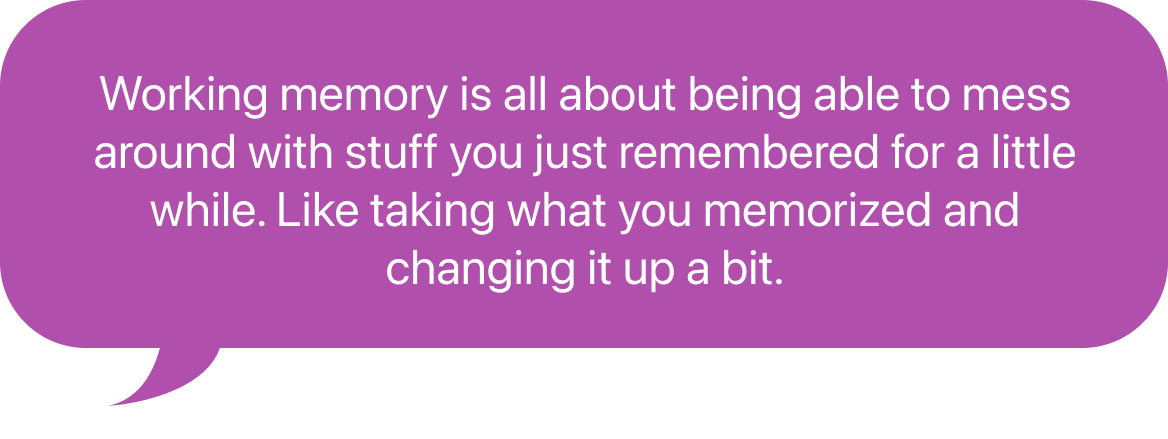 Working memory is all about being able to mess
around with stuff you just remembered for a little
while. Like taking what you memorized and
changing it up a bit.